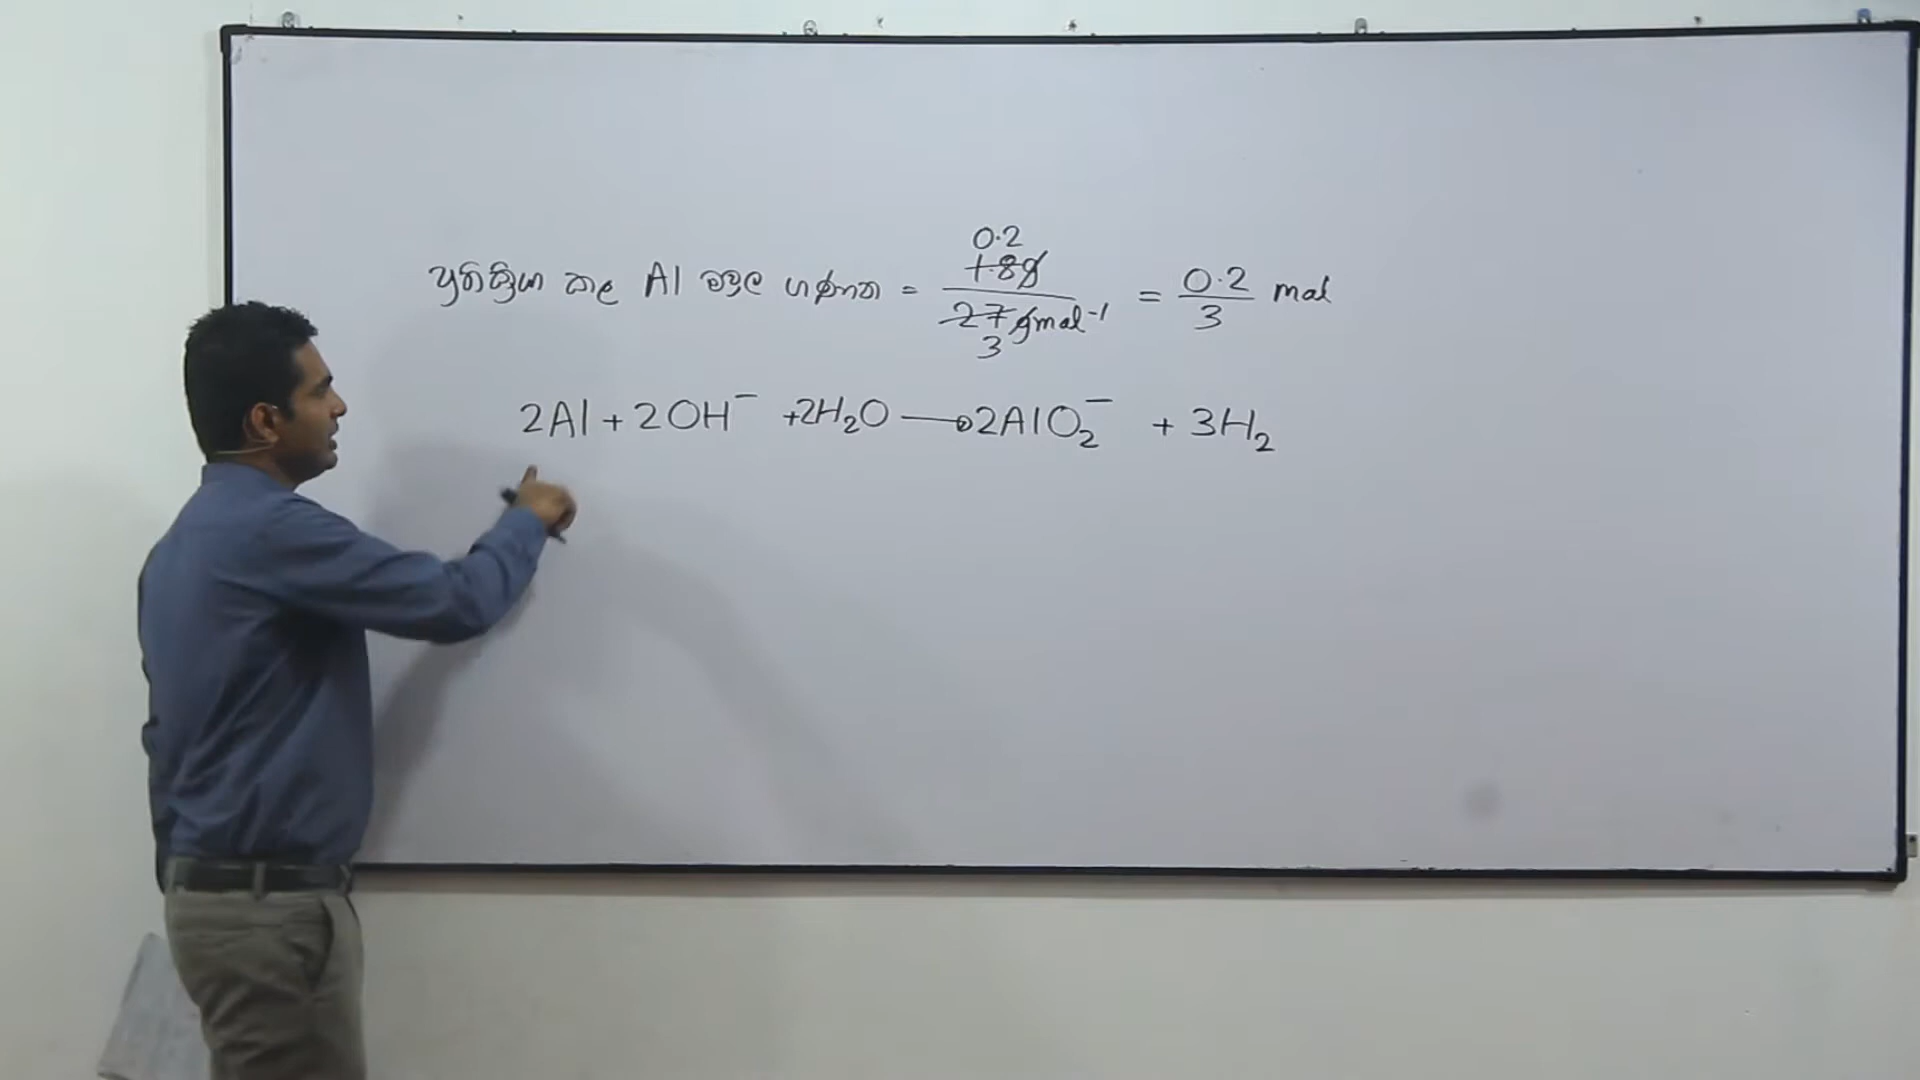 ප්‍රතික්‍රියා කල Al මවුල ගණන = 1.8g / 27 gmol⁻¹ = 0.2 / 3 mol
0.2
3
2Al + 2OH⁻ + 2H₂O → 2AlO₂⁻ + 3H₂